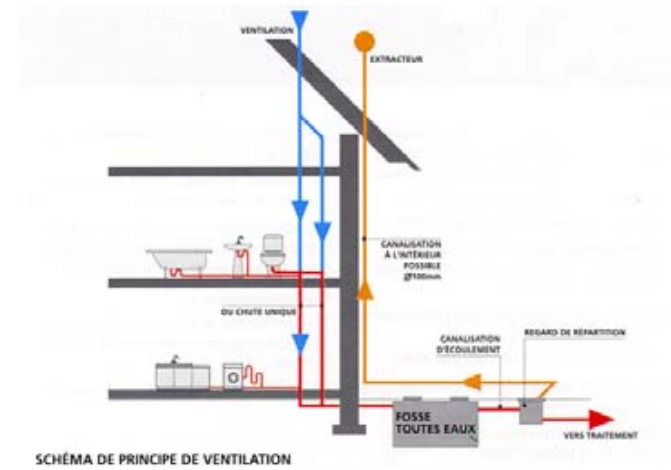 VENTILATION
EXTRACTEUR
CANALISATION
À L'INTÉRIEUR
POSSIBLE
Ø100mm
OU CHUTE UNIQUE
CANALISATION
D'ÉCOULEMENT
REGARD DE RÉPARTITION
FOSSE
TOUTES EAUX
VERS TRAITEMENT
SCHÉMA DE PRINCIPE DE VENTILATION